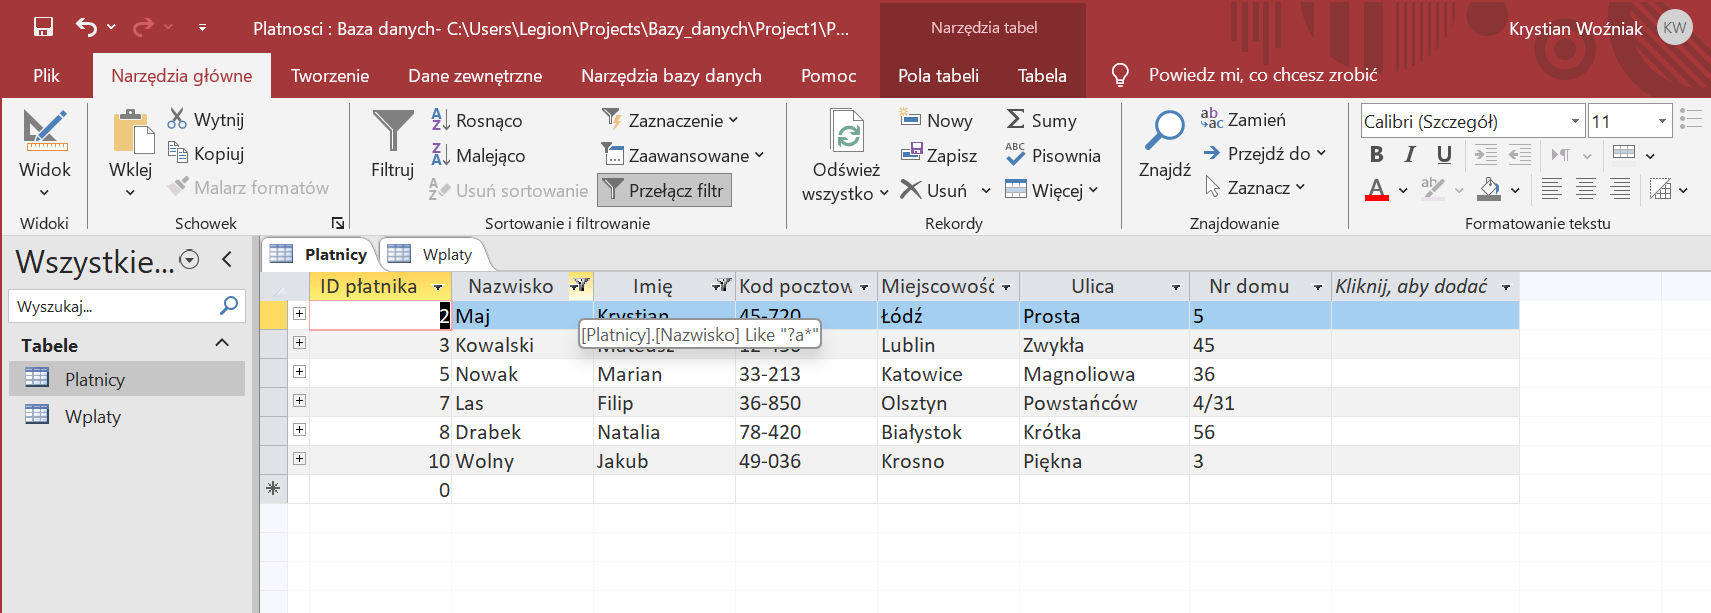 Platnosci : Baza danych- C:\Users\Legion\Projects\Bazy_danych\Project1\P... Narzędzia tabel Krystian Woźniak KW
Plik Narzędzia główne Tworzenie Dane zewnętrzne Narzędzia bazy danych Pomoc Pola tabeli Tabela Powiedz mi, co chcesz zrobić
Widok
Widoki
Wklej
Wytnij
Kopiuj
Malarz formatów
Schowek
Filtruj
Rosnąco
Malejąco
Usuń sortowanie
Zaznaczenie
Zaawansowane
Przełącz filtr
Sortowanie i filtrowanie
Odśwież
wszystko
Nowy
Zapisz
Usuń
Sumy
Pisownia
Więcej
Rekordy
Znajdź
Zamień
Przejdź do
Zaznacz
Znajdowanie
Calibri (Szczegół) 11
B I U
A
Formatowanie tekstu
Wszystkie...
Wyszukaj...
Tabele
Platnicy
Wplaty
Platnicy Wplaty
ID płatnika Nazwisko Imię Kod pocztow Miejscowość Ulica Nr domu Kliknij, aby dodać
2 Maj Krystian 45-720 Łódź Prosta 5
[Platnicy].[Nazwisko] Like "?a*"
3 Kowalski Lublin Zwykła 45
5 Nowak Marian 33-213 Katowice Magnoliowa 36
7 Las Filip 36-850 Olsztyn Powstańców 4/31
8 Drabek Natalia 78-420 Białystok Krótka 56
10 Wolny Jakub 49-036 Krosno Piękna 3
0